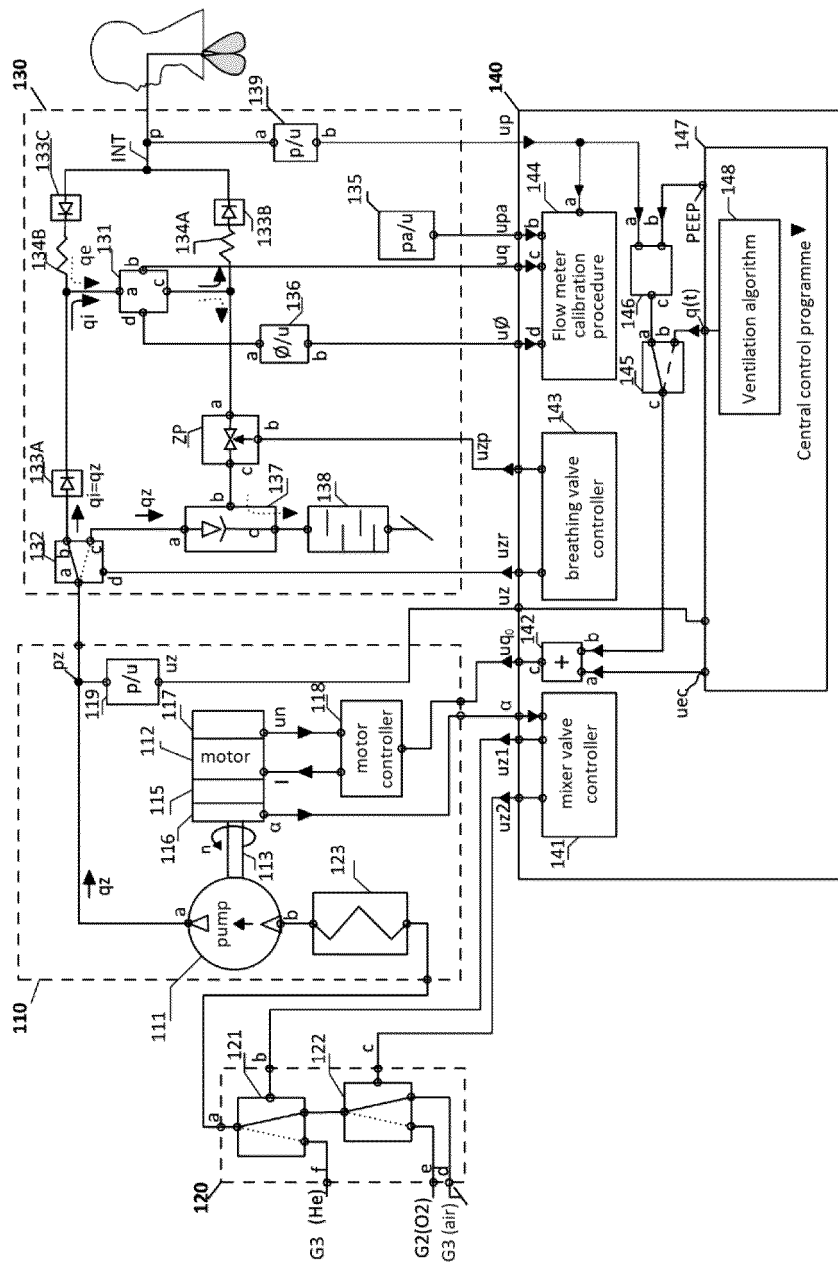 130
139
133C
INT
p
134B
qe
131
134A
133B
a
b
c
d
qi
p/u
a
b
135
pa/u
136
Ø/u
a
b
up
upa
uq
uØ
140
144
a
b
c
d
Flow meter
calibration
procedure
147
a
b
c
146
PEEP
148
q(t)
Ventilation algorithm
Central control programme
145
a
b
c
133A
qi=qz
132
a
b
c
d
qz
ZP
a
b
c
137
a
b
c
138
uzp
uzr
uz
143
breathing valve
controller
pz
119
p/u
uz
117
112
115
116
motor
un
I
α
118
motor
controller
n
113
qz
a
pump
b
123
111
110
uq0
142
+
a
b
c
uec
α
uz1
uz2
mixer valve
controller
141
a
121
b
122
c
120
f
e
d
G3 (He)
G2(O2)
G3 (air)